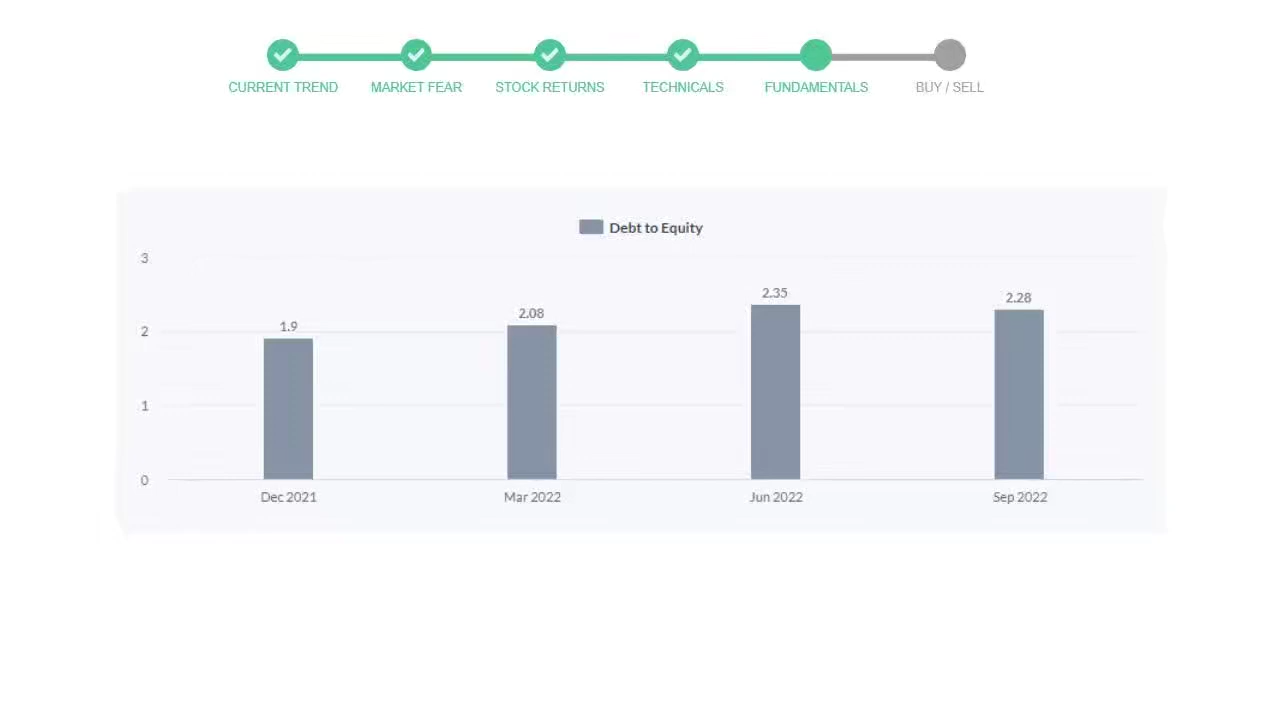 CURRENT TREND MARKET FEAR STOCK RETURNS TECHNICALS FUNDAMENTALS BUY / SELL
Debt to Equity
3
2.35
2.28
2.08
2
1.9
1
0
Dec 2021 Mar 2022 Jun 2022 Sep 2022